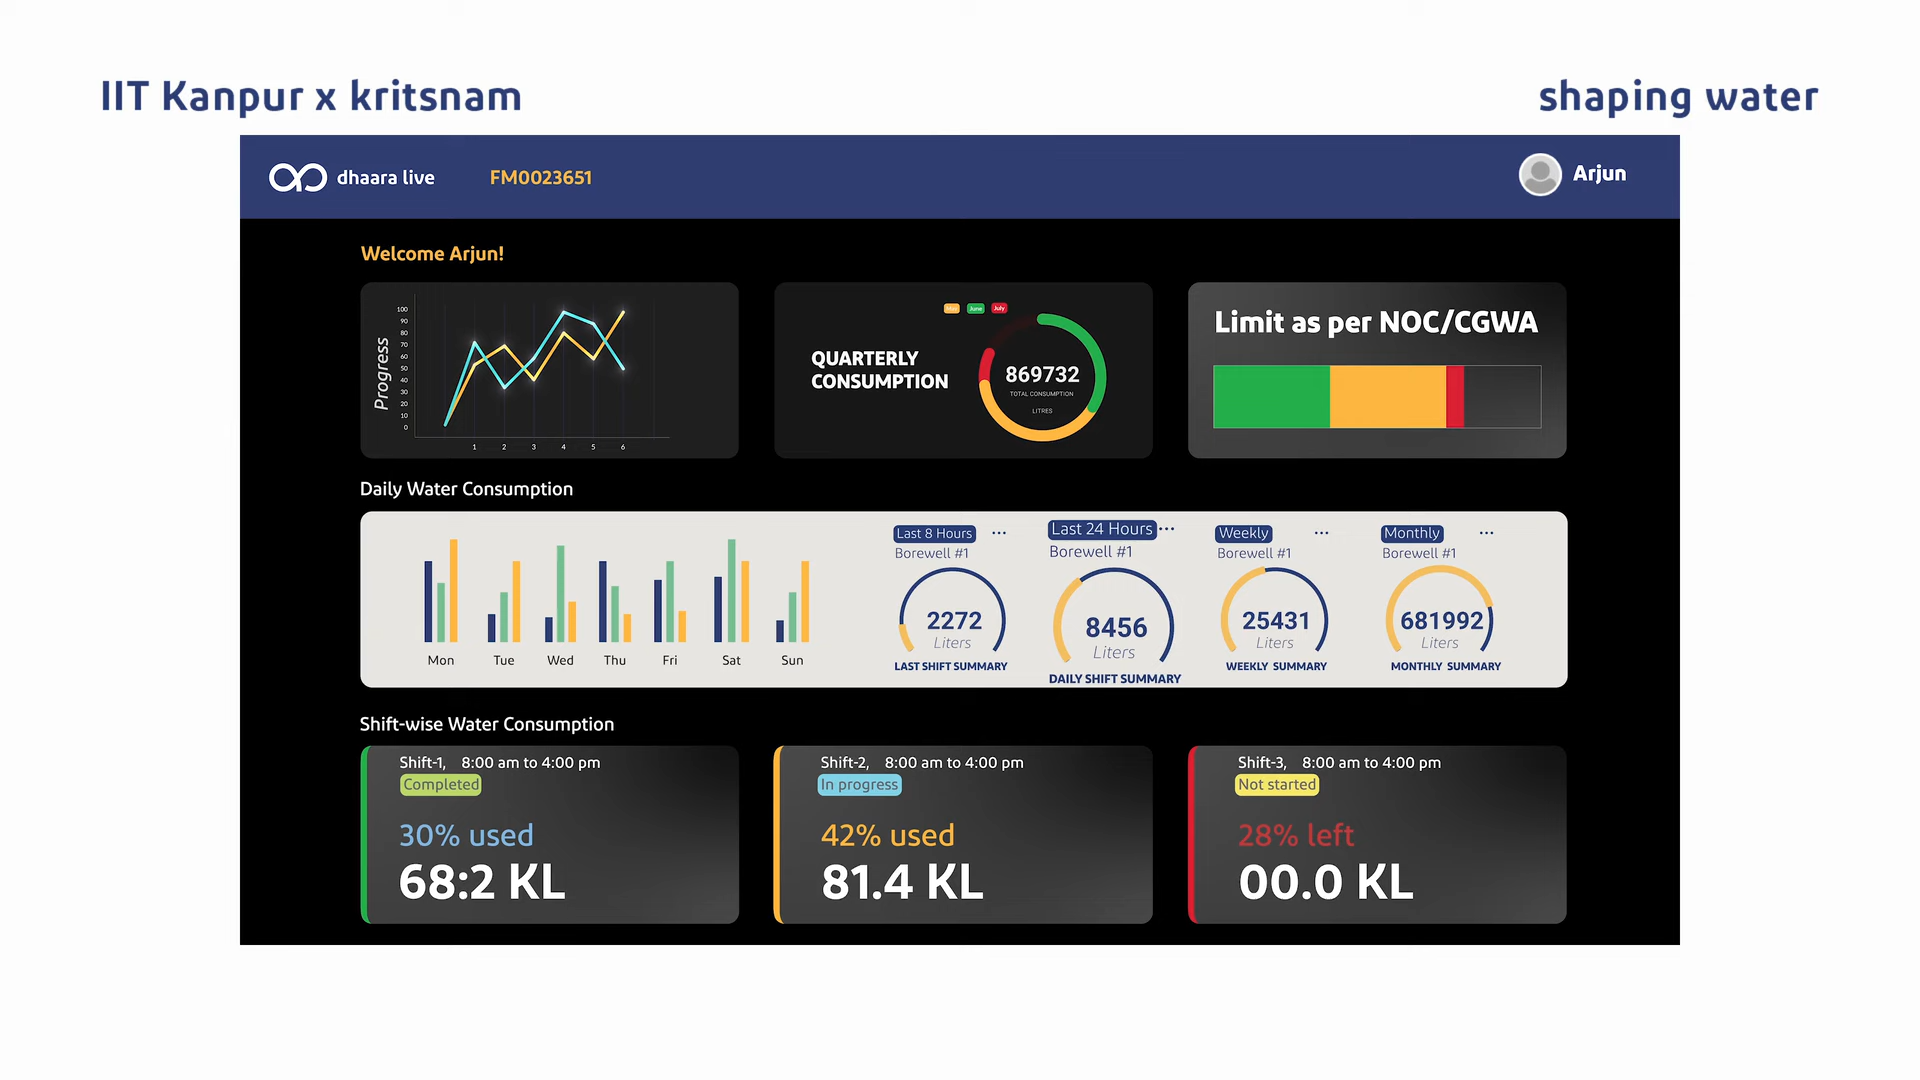 IIT Kanpur x kritsnam
shaping water
dhaara live
FM0023651
Arjun
Welcome Arjun!
Progress
100
90
80
70
60
50
40
30
20
10
0
1 2 3 4 5 6
June July
QUARTERLY
CONSUMPTION
869732
TOTAL CONSUMPTION
LITRES
Limit as per NOC/CGWA
Daily Water Consumption
Mon Tue Wed Thu Fri Sat Sun
Last 8 Hours ...
Borewell #1
2272
Liters
LAST SHIFT SUMMARY
Last 24 Hours ...
Borewell #1
8456
Liters
DAILY SHIFT SUMMARY
Weekly ...
Borewell #1
25431
Liters
WEEKLY SUMMARY
Monthly ...
Borewell #1
681992
Liters
MONTHLY SUMMARY
Shift-wise Water Consumption
Shift-1, 8:00 am to 4:00 pm
Completed
30% used
68:2 KL
Shift-2, 8:00 am to 4:00 pm
In progress
42% used
81.4 KL
Shift-3, 8:00 am to 4:00 pm
Not started
28% left
00.0 KL